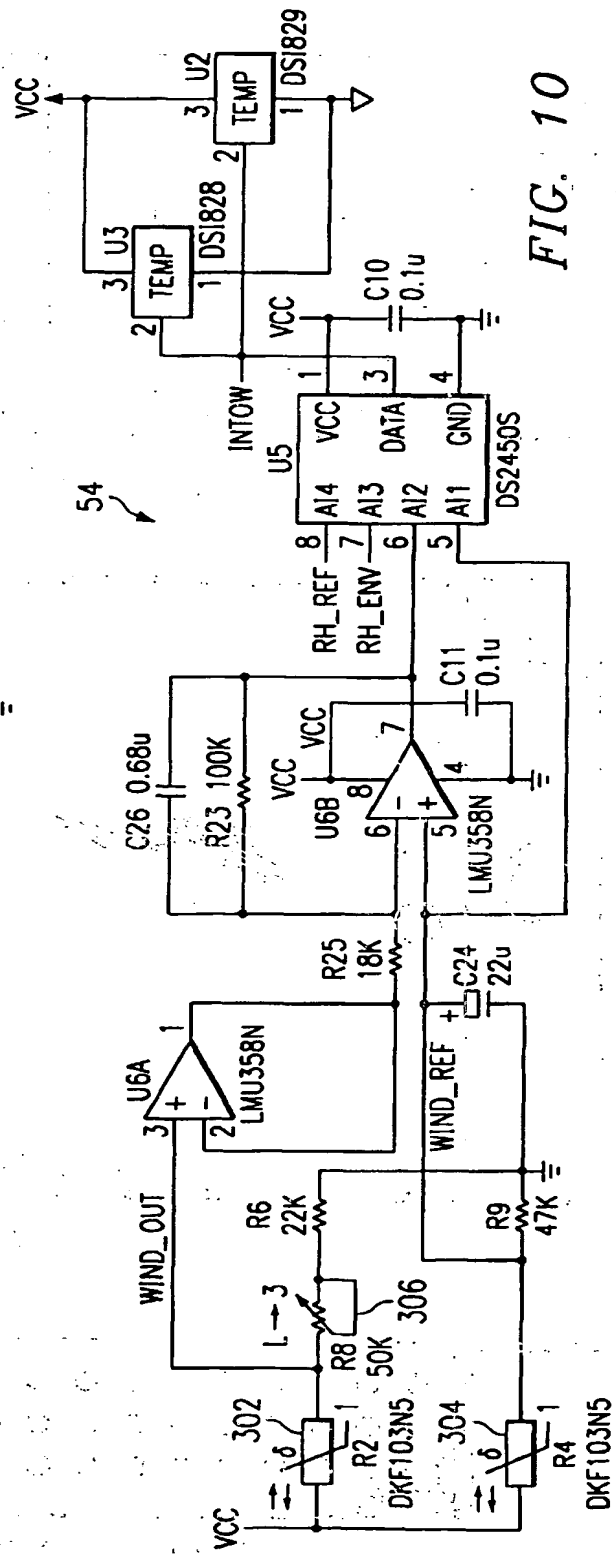 54
VCC
U3
U2
3
3
TEMP
TEMP
2
2
1
1
DS1828
DS1829
INTOW
VCC
U5
RH_REF
8
AI4
VCC
1
RH_ENV
7
AI3
6
AI2
DATA
3
5
AI1
GND
4
DS2450S
C10
0.1u
C26 0.68u
R23 100K
VCC
VCC
U6B
8
6
-
7
+
5
4
LMU358N
C11
0.1u
R25
18K
U6A
3
+
1
2
-
LMU358N
WIND_OUT
WIND_REF
+
C24
22u
R6
22K
R9
47K
L → 3
R8
50K
306
VCC
302
δ
1
R2
DKF103N5
304
δ
1
R4
DKF103N5
FIG. 10